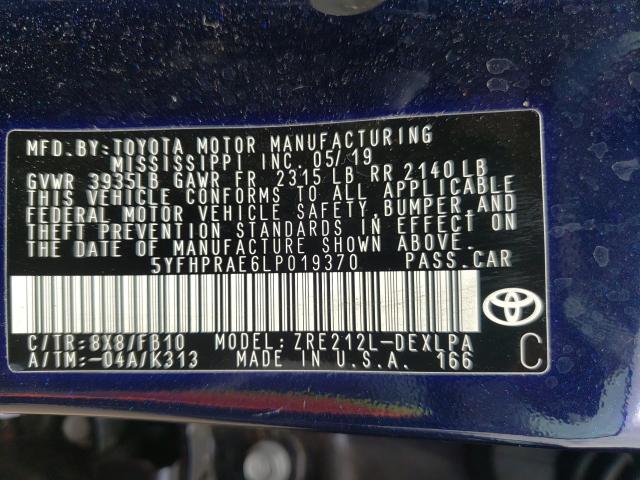 MFD. BY: TOYOTA MOTOR MANUFACTURING
MISSISSIPPI INC. 05/19
GVWR 3935LB GAWR FR 2315 LB RR 2140 LB
THIS VEHICLE CONFORMS TO ALL APPLICABLE
FEDERAL MOTOR VEHICLE SAFETY, BUMPER, AND
THEFT PREVENTION STANDARDS IN EFFECT ON
THE DATE OF MANUFACTURE SHOWN ABOVE.
5YFHPRAE6LP019370 PASS. CAR
C/TR: 8X8/FB10 MODEL: ZRE212L-DEXLPA
A/TM: -04A/K313 MADE IN U.S.A. 166
C